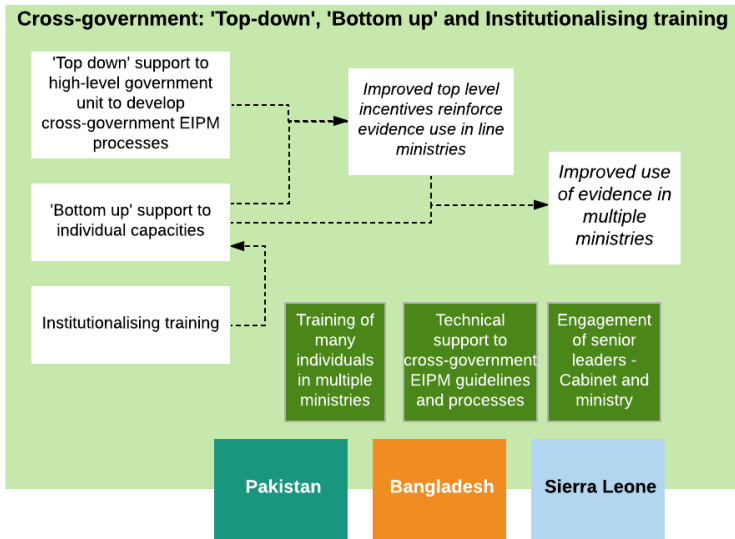 Cross-government: 'Top-down', 'Bottom up' and Institutionalising training
'Top down' support to
high-level government
unit to develop
cross-government EIPM
processes
Improved top level
incentives reinforce
evidence use in line
ministries
Improved use
of evidence in
multiple
ministries
'Bottom up' support to
individual capacities
Institutionalising training
Training of
many
individuals
in multiple
ministries
Technical
support to
cross-government
EIPM guidelines
and processes
Engagement
of senior
leaders -
Cabinet and
ministry
Pakistan
Bangladesh
Sierra Leone